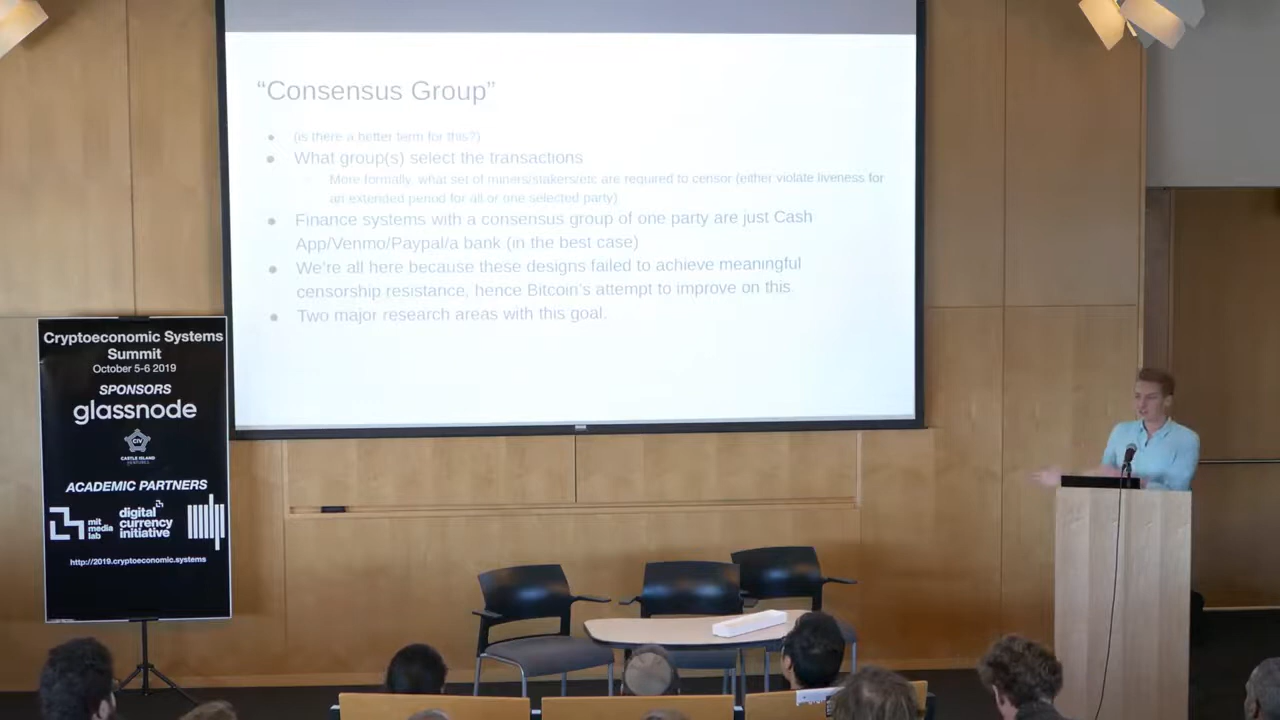 “Consensus Group”
(is there a better term for this?)
What group(s) select the transactions
More formally, what set of miners/stakers/etc are required to censor (either violate liveness for
an extended period for all or one selected party)
Finance systems with a consensus group of one party are just Cash
App/Venmo/Paypal/a bank (in the best case)
We're all here because these designs failed to achieve meaningful
censorship resistance, hence Bitcoin's attempt to improve on this.
Two major research areas with this goal.
Cryptoeconomic Systems
Summit
October 5-6 2019
SPONSORS
glassnode
CIV
CASTLE ISLAND
VENTURES
ACADEMIC PARTNERS
mit
media
lab
digital
currency
initiative
http://2019.cryptoeconomic.systems